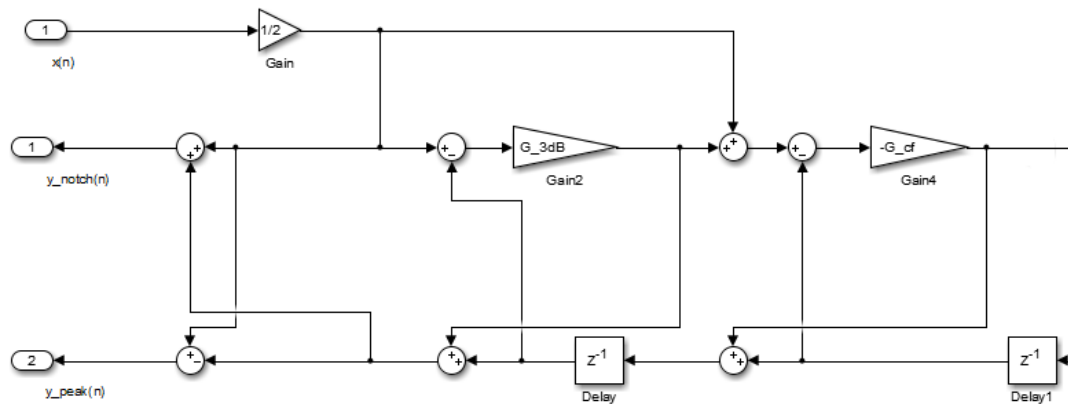 1
1/2
x(n)
Gain
1
+
+
+
−
G_3dB
+
+
+
−
-G_cf
y_notch(n)
Gain2
Gain4
2
+
−
+
+
z-1
+
+
z-1
y_peak(n)
Delay
Delay1